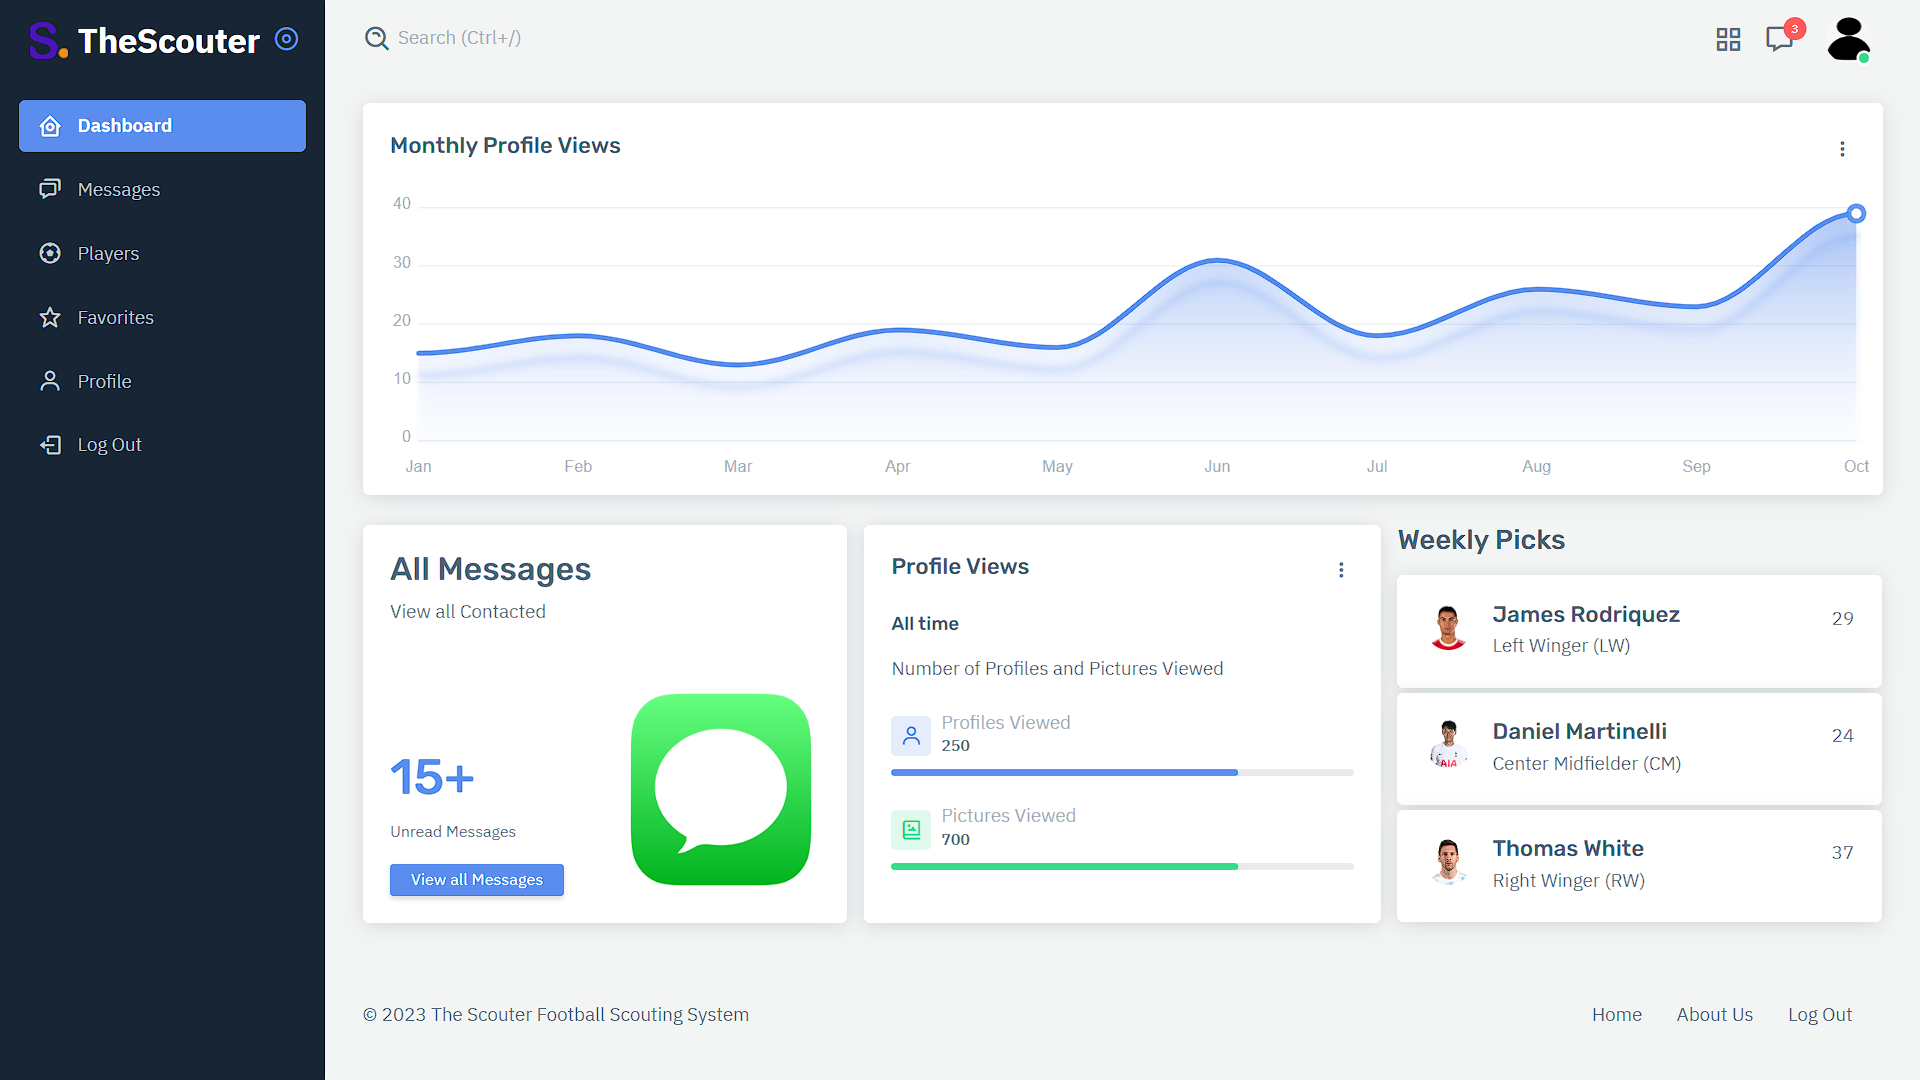 S. TheScouter
Search (Ctrl+/)
3
Dashboard
Messages
Players
Favorites
Profile
Log Out
Monthly Profile Views
40
30
20
10
0
Jan Feb Mar Apr May Jun Jul Aug Sep Oct
All Messages
View all Contacted
15+
Unread Messages
View all Messages
Profile Views
All time
Number of Profiles and Pictures Viewed
Profiles Viewed
250
Pictures Viewed
700
Weekly Picks
James Rodriquez
29
Left Winger (LW)
Daniel Martinelli
24
Center Midfielder (CM)
AIA
Thomas White
37
Right Winger (RW)
© 2023 The Scouter Football Scouting System
Home About Us Log Out